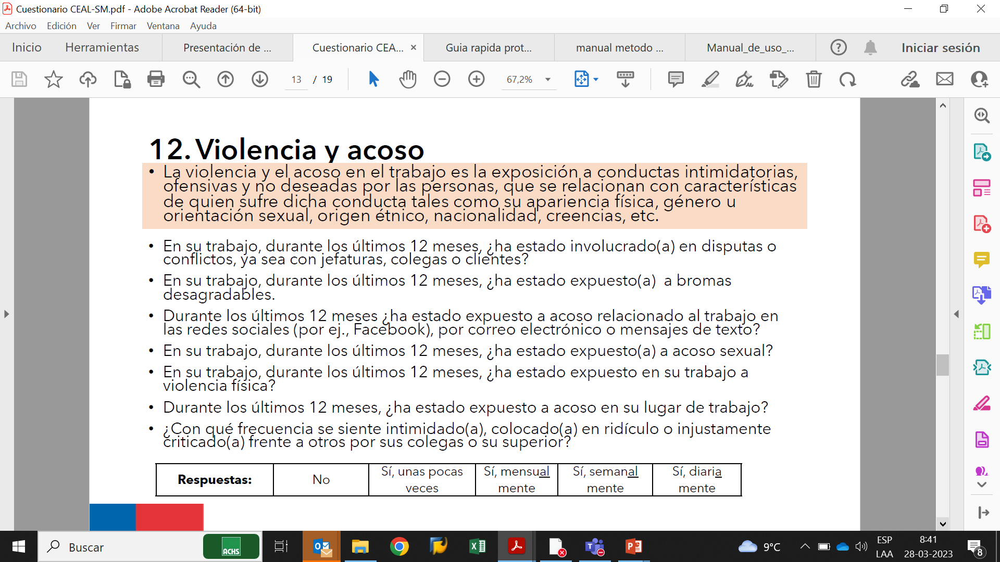 Cuestionario CEAL-SM.pdf - Adobe Acrobat Reader (64-bit)
Archivo Edición Ver Firmar Ventana Ayuda
Inicio Herramientas Presentación de ... Cuestionario CEA... × Guia rapida prot... manual metodo ... Manual_de_uso_... Iniciar sesión
13 / 19 67,2%
12. Violencia y acoso
• La violencia y el acoso en el trabajo es la exposición a conductas intimidatorias,
ofensivas y no deseadas por las personas, que se relacionan con características
de quien sufre dicha conducta tales como su apariencia física, género u
orientación sexual, origen étnico, nacionalidad, creencias, etc.
• En su trabajo, durante los últimos 12 meses, ¿ha estado involucrado(a) en disputas o
conflictos, ya sea con jefaturas, colegas o clientes?
• En su trabajo, durante los últimos 12 meses, ¿ha estado expuesto(a) a bromas
desagradables.
• Durante los últimos 12 meses ¿ha estado expuesto a acoso relacionado al trabajo en
las redes sociales (por ej., Facebook), por correo electrónico o mensajes de texto?
• En su trabajo, durante los últimos 12 meses, ¿ha estado expuesto(a) a acoso sexual?
• En su trabajo, durante los últimos 12 meses, ¿ha estado expuesto en su trabajo a
violencia física?
• Durante los últimos 12 meses, ¿ha estado expuesto a acoso en su lugar de trabajo?
• ¿Con qué frecuencia se siente intimidado(a), colocado(a) en ridículo o injustamente
criticado(a) frente a otros por sus colegas o su superior?
Respuestas: No Sí, unas pocas veces Sí, mensual mente Sí, semanal mente Sí, diaria mente
Buscar ACHS 9°C ESP LAA 8:41 28-03-2023 8